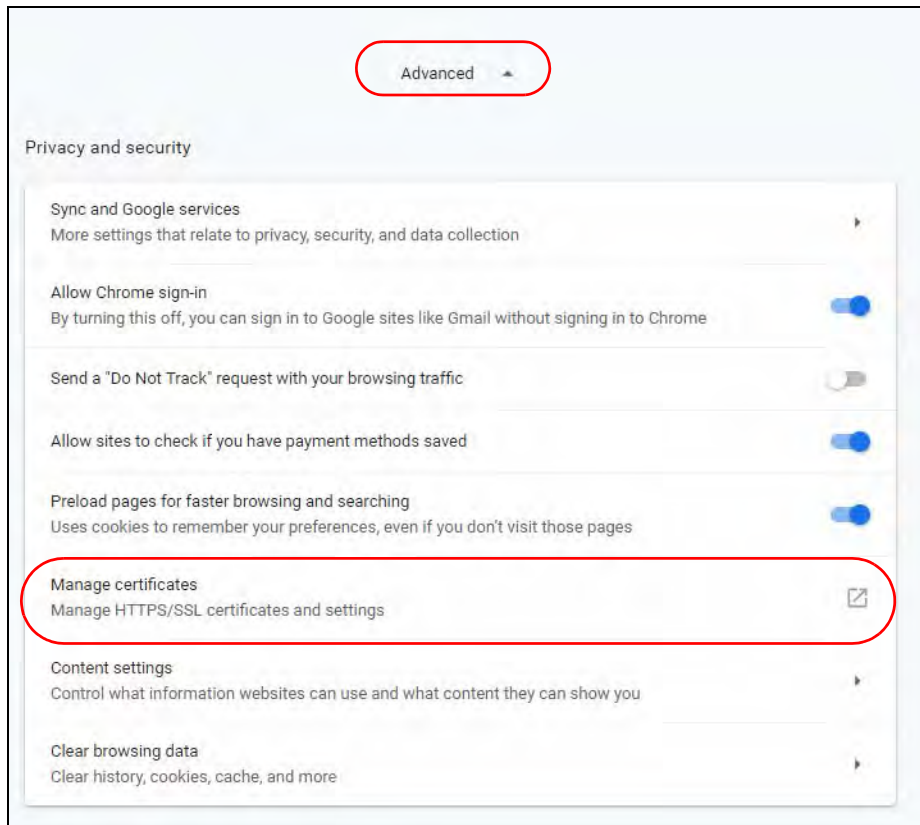 Advanced
Privacy and security
Sync and Google services
More settings that relate to privacy, security, and data collection
Allow Chrome sign-in
By turning this off, you can sign in to Google sites like Gmail without signing in to Chrome
Send a "Do Not Track" request with your browsing traffic
Allow sites to check if you have payment methods saved
Preload pages for faster browsing and searching
Uses cookies to remember your preferences, even if you don't visit those pages
Manage certificates
Manage HTTPS/SSL certificates and settings
Content settings
Control what information websites can use and what content they can show you
Clear browsing data
Clear history, cookies, cache, and more